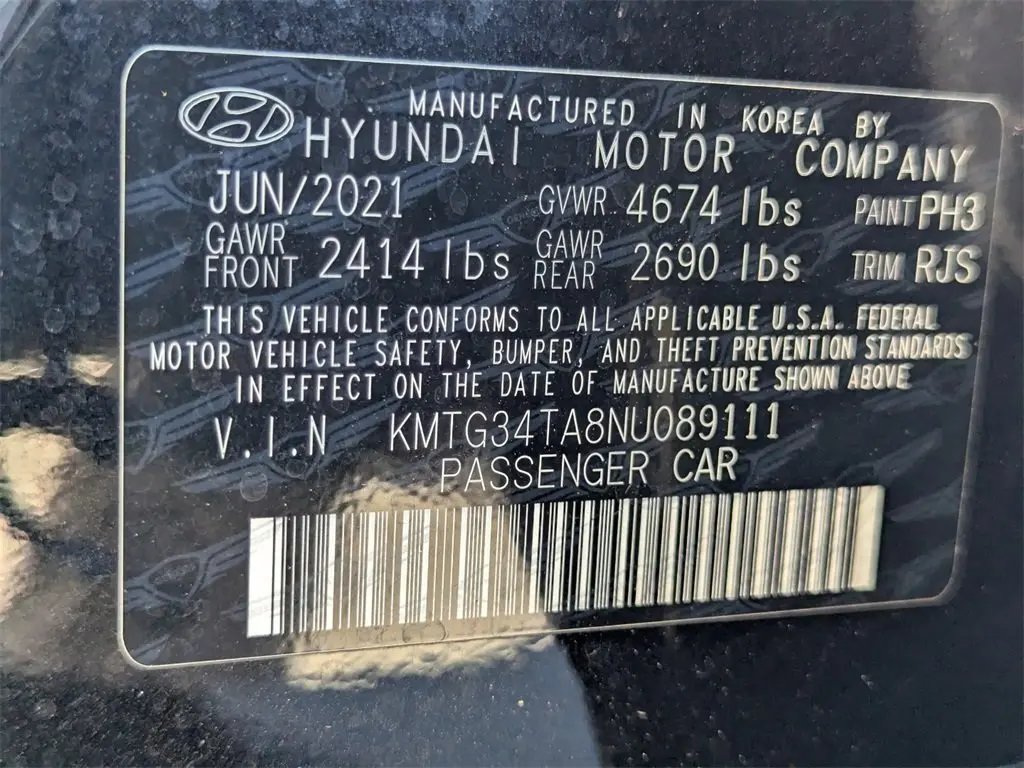 MANUFACTURED IN KOREA BY
HYUNDAI MOTOR COMPANY
JUN/2021 GVWR 4674 lbs PAINT PH3
GAWR FRONT 2414 lbs GAWR REAR 2690 lbs TRIM RJS
THIS VEHICLE CONFORMS TO ALL APPLICABLE U.S.A. FEDERAL
MOTOR VEHICLE SAFETY, BUMPER, AND THEFT PREVENTION STANDARDS
IN EFFECT ON THE DATE OF MANUFACTURE SHOWN ABOVE
V.I.N KMTG34TA8NU089111
PASSENGER CAR